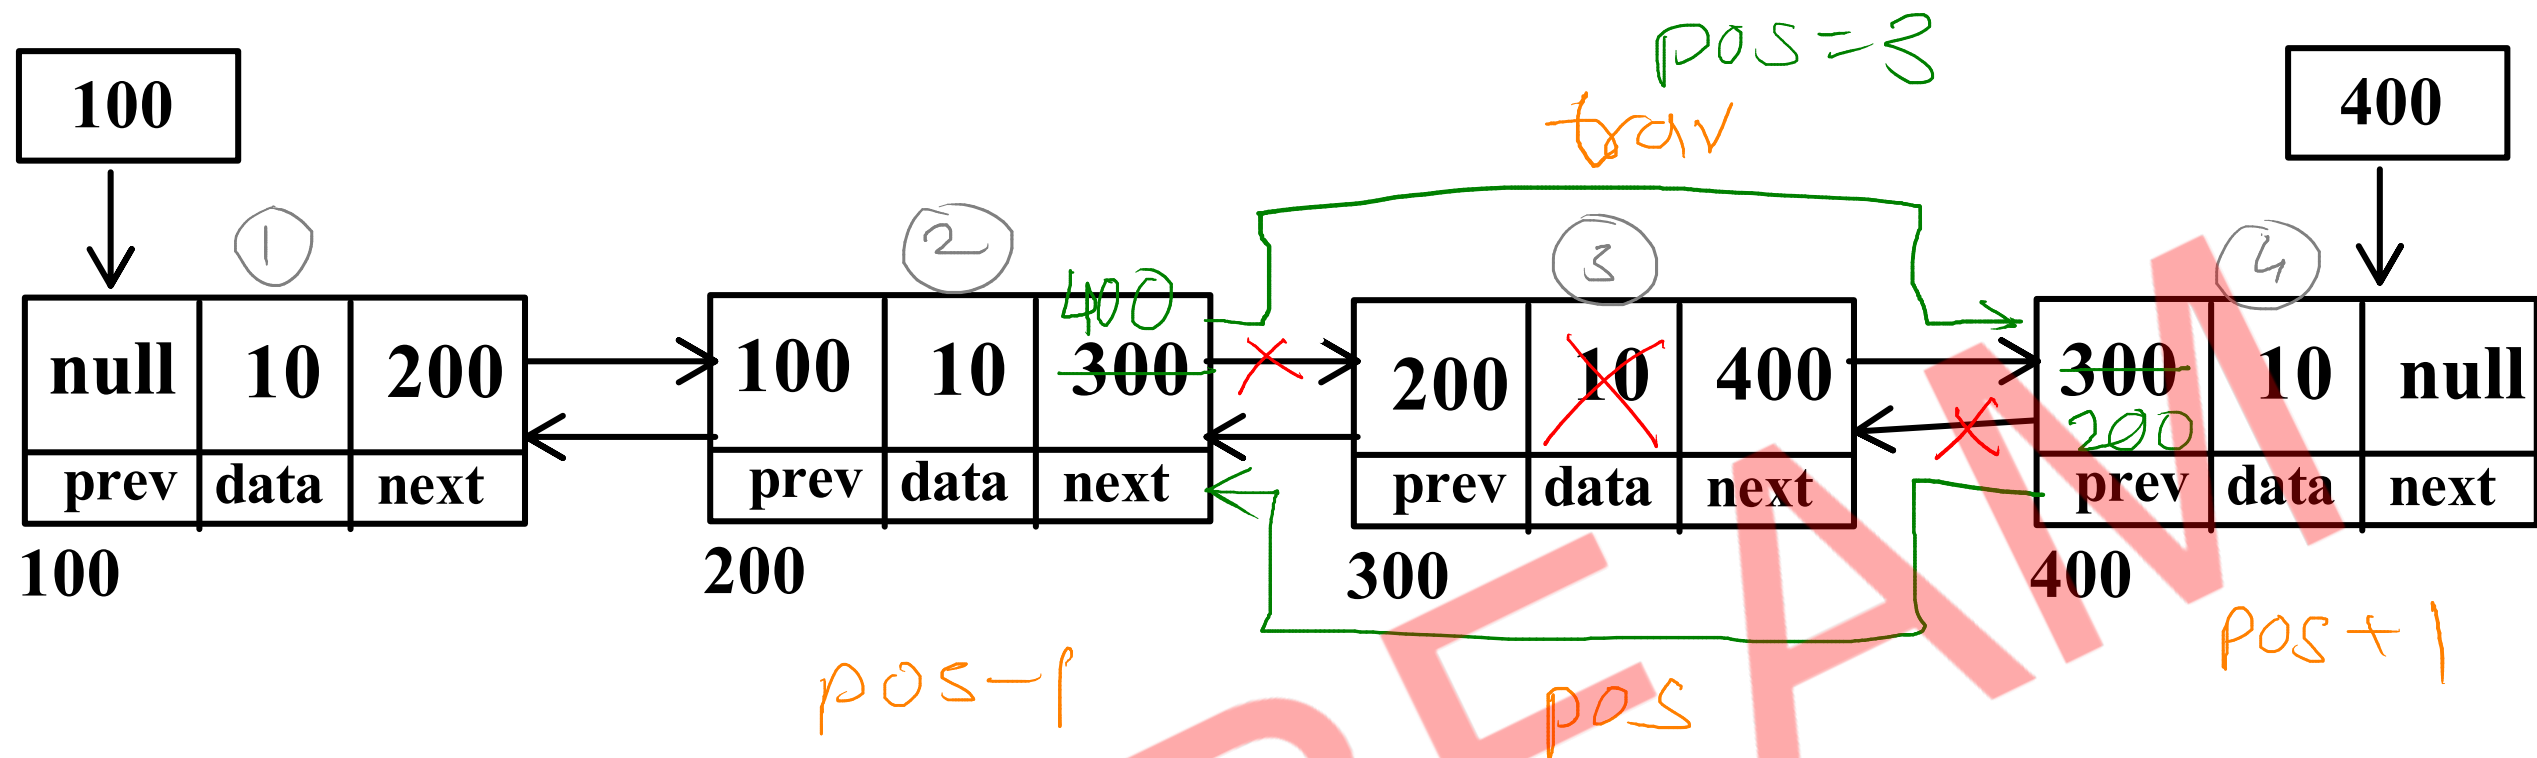 pos=3
trav
100
400
1
2
3
4
400
null 10 200
100 10 300
200 10 400
300 10 null
200
prev data next
prev data next
prev data next
prev data next
100
200
300
400
pos-1
pos
pos+1